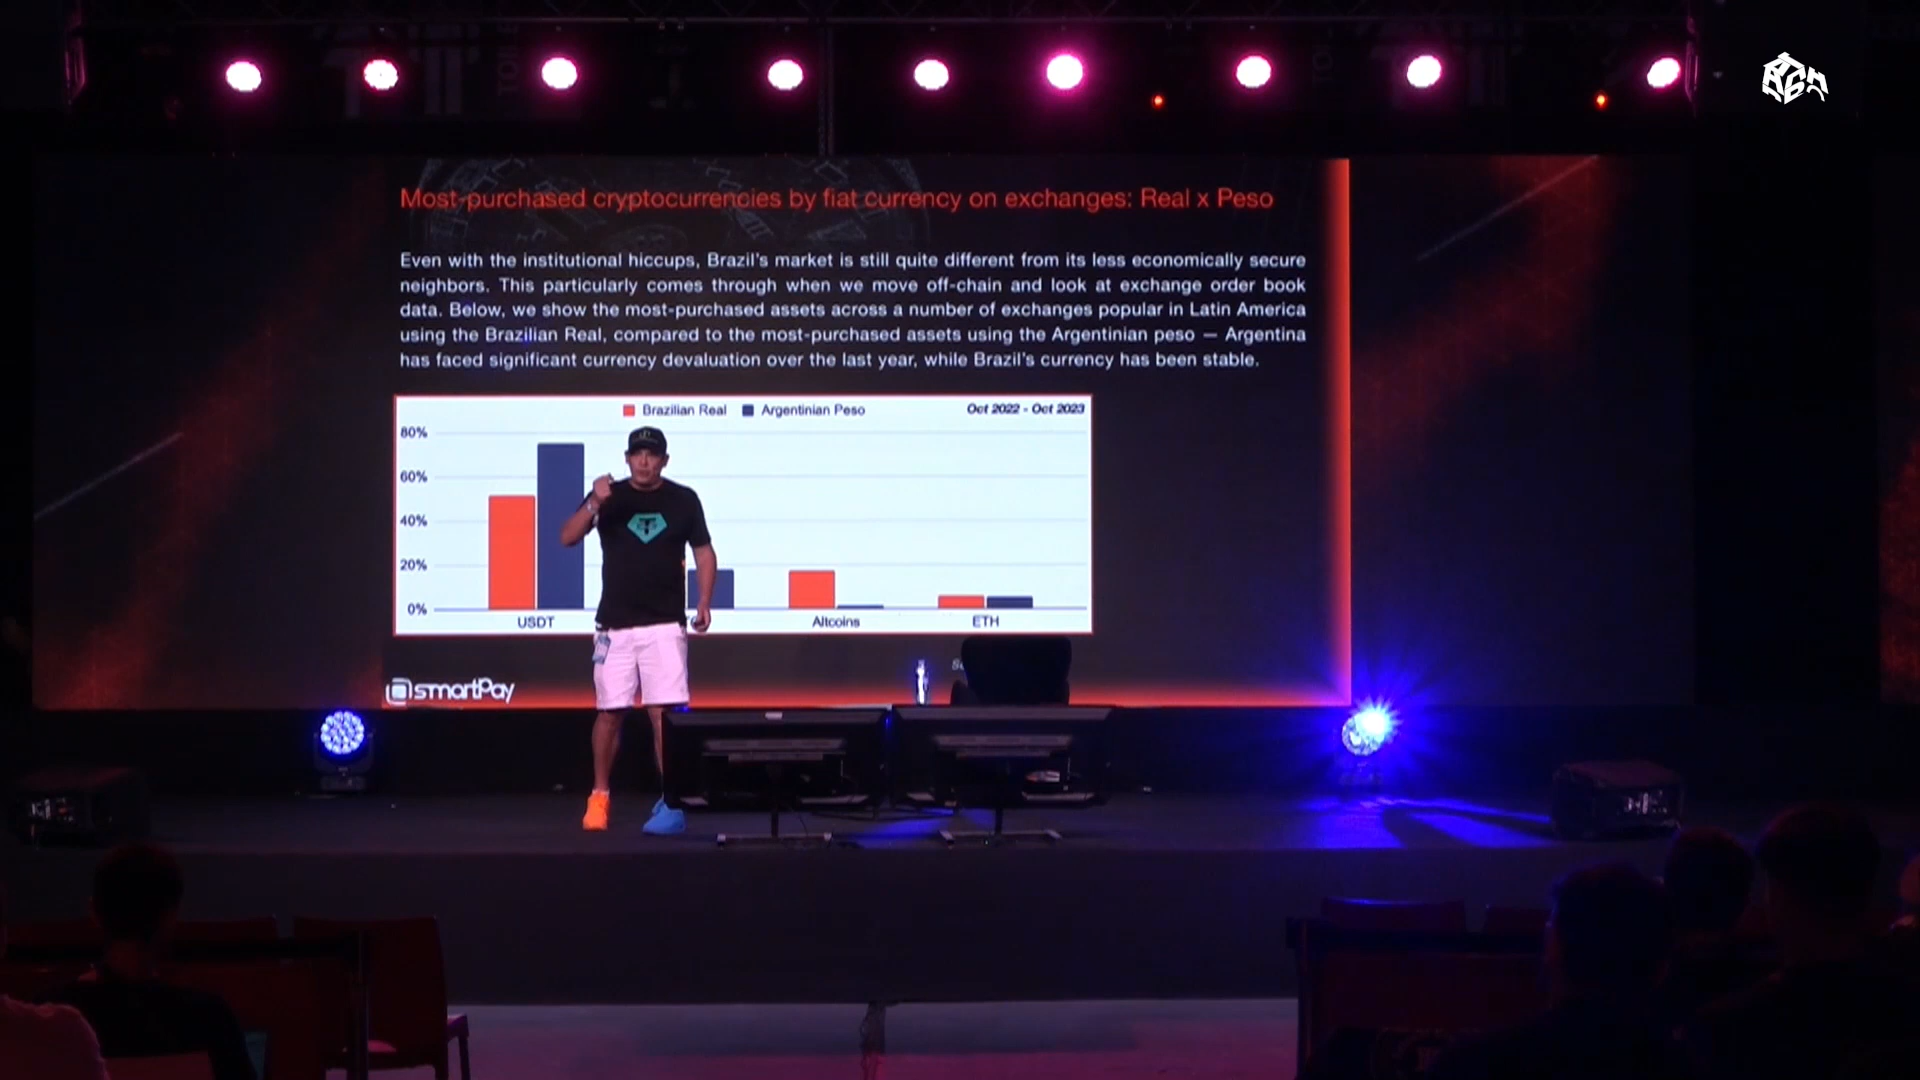 Most-purchased cryptocurrencies by fiat currency on exchanges: Real x Peso
Even with the institutional hiccups, Brazil's market is still quite different from its less economically secure
neighbors. This particularly comes through when we move off-chain and look at exchange order book
data. Below, we show the most-purchased assets across a number of exchanges popular in Latin America
using the Brazilian Real, compared to the most-purchased assets using the Argentinian peso — Argentina
has faced significant currency devaluation over the last year, while Brazil's currency has been stable.
Brazilian Real Argentinian Peso Oct 2022 - Oct 2023
80%
60%
40%
20%
0%
USDT Altcoins ETH
smartPay